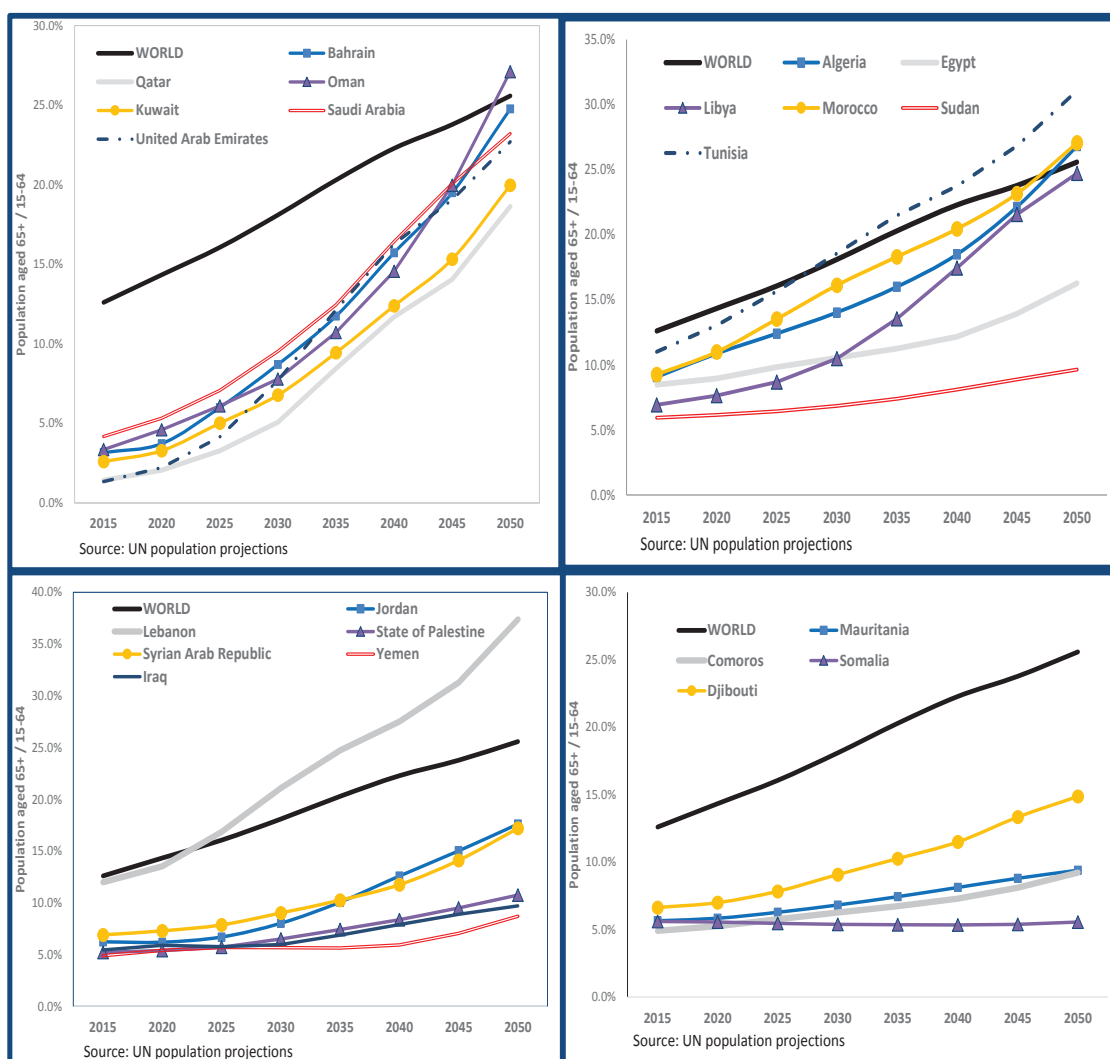 30.0%
WORLD Bahrain
Qatar Oman
Kuwait Saudi Arabia
United Arab Emirates
25.0%
20.0%
15.0%
10.0%
5.0%
0.0%
Population aged 65+ / 15-64
2015 2020 2025 2030 2035 2040 2045 2050
Source: UN population projections
35.0%
WORLD Algeria Egypt
Libya Morocco Sudan
Tunisia
30.0%
25.0%
20.0%
15.0%
10.0%
5.0%
0.0%
Population aged 65+ / 15-64
2015 2020 2025 2030 2035 2040 2045 2050
Source: UN population projections
40.0%
WORLD Jordan
Lebanon State of Palestine
Syrian Arab Republic Yemen
Iraq
35.0%
30.0%
25.0%
20.0%
15.0%
10.0%
5.0%
0.0%
Population aged 65+ / 15-64
2015 2020 2025 2030 2035 2040 2045 2050
Source: UN population projections
30.0%
WORLD Mauritania
Comoros Somalia
Djibouti
25.0%
20.0%
15.0%
10.0%
5.0%
0.0%
Population aged 65+ / 15-64
2015 2020 2025 2030 2035 2040 2045 2050
Source: UN population projections